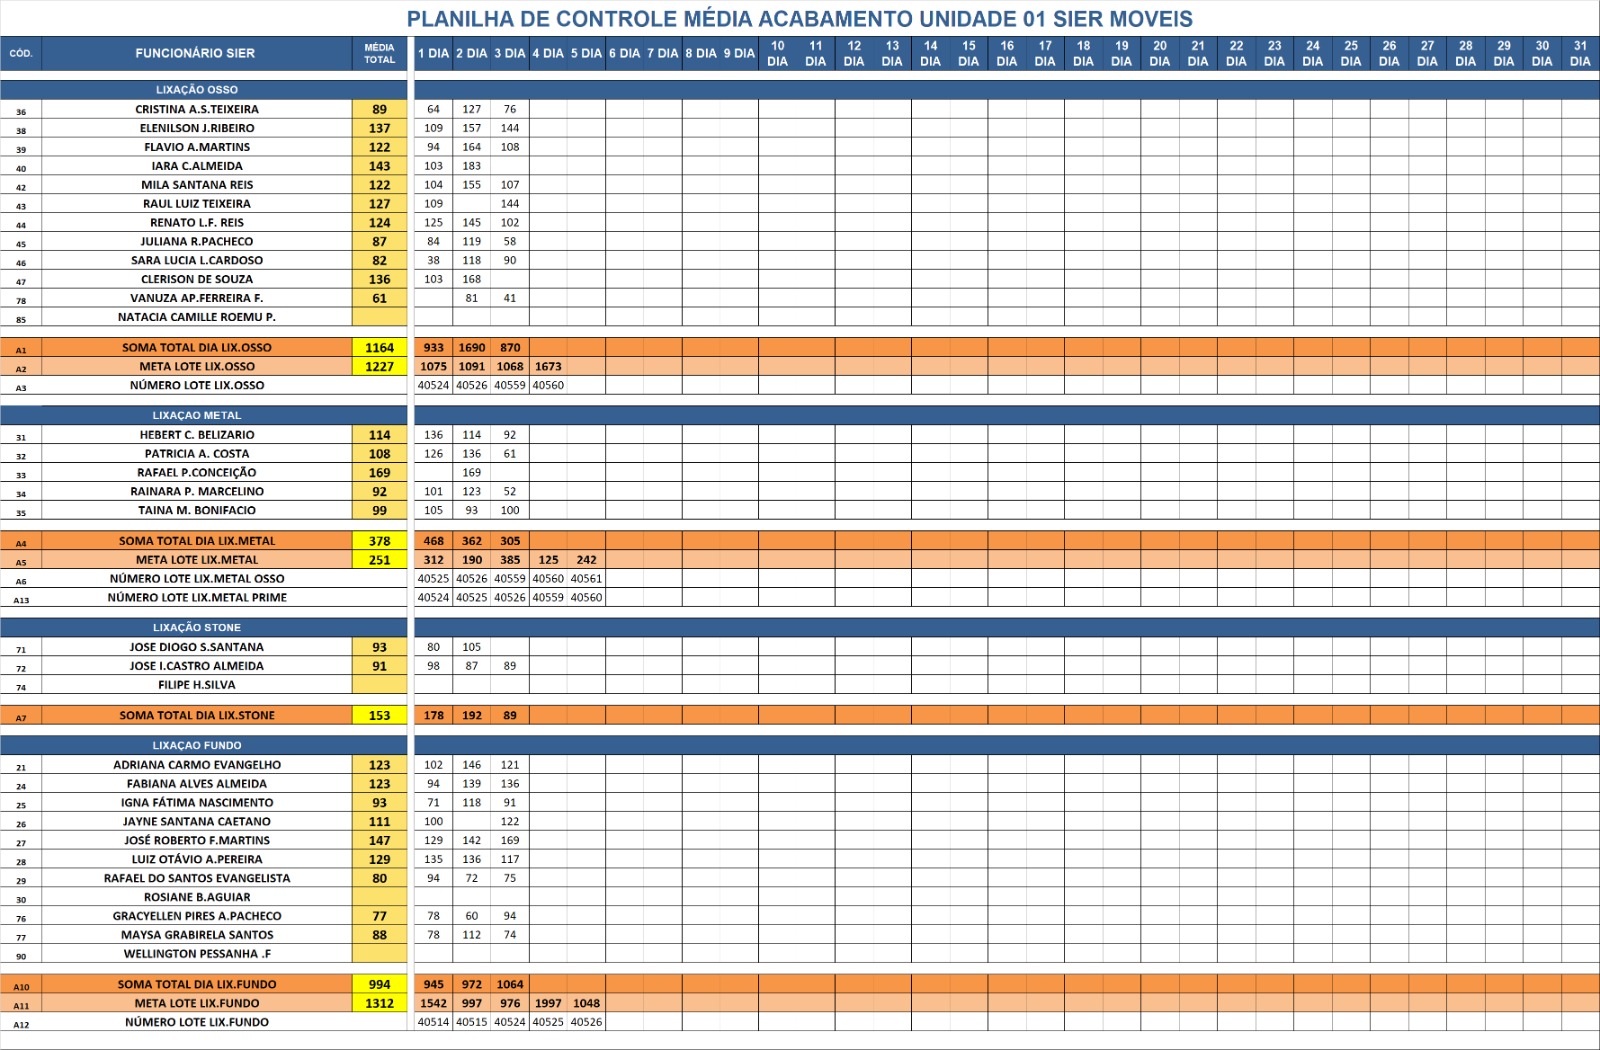 PLANILHA DE CONTROLE MÉDIA ACABAMENTO UNIDADE 01 SIER MOVEIS
CÓD. FUNCIONÁRIO SIER MÉDIA TOTAL 1 DIA 2 DIA 3 DIA 4 DIA 5 DIA 6 DIA 7 DIA 8 DIA 9 DIA 10 DIA 11 DIA 12 DIA 13 DIA 14 DIA 15 DIA 16 DIA 17 DIA 18 DIA 19 DIA 20 DIA 21 DIA 22 DIA 23 DIA 24 DIA 25 DIA 26 DIA 27 DIA 28 DIA 29 DIA 30 DIA 31 DIA
LIXAÇÃO OSSO
36 CRISTINA A.S.TEIXEIRA 89 64 127 76
38 ELENILSON J.RIBEIRO 137 109 157 144
39 FLAVIO A.MARTINS 122 94 164 108
40 IARA C.ALMEIDA 143 103 183
42 MILA SANTANA REIS 122 104 155 107
43 RAUL LUIZ TEIXEIRA 127 109 144
44 RENATO L.F. REIS 124 125 145 102
45 JULIANA R.PACHECO 87 84 119 58
46 SARA LUCIA L.CARDOSO 82 38 118 90
47 CLERISON DE SOUZA 136 103 168
78 VANUZA AP.FERREIRA F. 61 81 41
85 NATACIA CAMILLE ROEMU P.
A1 SOMA TOTAL DIA LIX.OSSO 1164 933 1690 870
A2 META LOTE LIX.OSSO 1227 1075 1091 1068 1673
A3 NÚMERO LOTE LIX.OSSO 40524 40526 40559 40560
LIXAÇAO METAL
31 HEBERT C. BELIZARIO 114 136 114 92
32 PATRICIA A. COSTA 108 126 136 61
33 RAFAEL P.CONCEIÇÃO 169 169
34 RAINARA P. MARCELINO 92 101 123 52
35 TAINA M. BONIFACIO 99 105 93 100
A4 SOMA TOTAL DIA LIX.METAL 378 468 362 305
A5 META LOTE LIX.METAL 251 312 190 385 125 242
A6 NÚMERO LOTE LIX.METAL OSSO 40525 40526 40559 40560 40561
A13 NÚMERO LOTE LIX.METAL PRIME 40524 40525 40526 40559 40560
LIXAÇÃO STONE
71 JOSE DIOGO S.SANTANA 93 80 105
72 JOSE I.CASTRO ALMEIDA 91 98 87 89
74 FILIPE H.SILVA
A7 SOMA TOTAL DIA LIX.STONE 153 178 192 89
LIXAÇAO FUNDO
21 ADRIANA CARMO EVANGELHO 123 102 146 121
24 FABIANA ALVES ALMEIDA 123 94 139 136
25 IGNA FÁTIMA NASCIMENTO 93 71 118 91
26 JAYNE SANTANA CAETANO 111 100 122
27 JOSÉ ROBERTO F.MARTINS 147 129 142 169
28 LUIZ OTÁVIO A.PEREIRA 129 135 136 117
29 RAFAEL DO SANTOS EVANGELISTA 80 94 72 75
30 ROSIANE B.AGUIAR
76 GRACYELLEN PIRES A.PACHECO 77 78 60 94
77 MAYSA GRABIRELA SANTOS 88 78 112 74
90 WELLINGTON PESSANHA .F
A10 SOMA TOTAL DIA LIX.FUNDO 994 945 972 1064
A11 META LOTE LIX.FUNDO 1312 1542 997 976 1997 1048
A12 NÚMERO LOTE LIX.FUNDO 40514 40515 40524 40525 40526